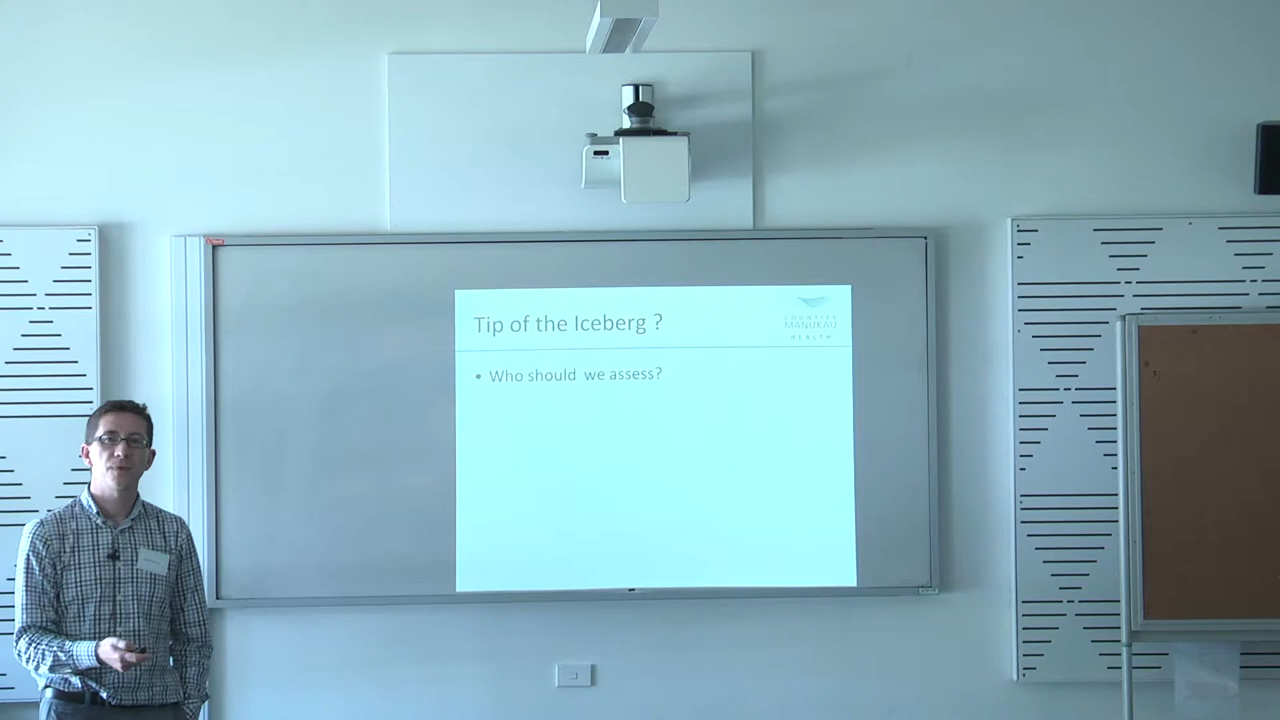 Tip of the Iceberg ?
COUNTIES
MANUKAU
HEALTH
• Who should we assess?